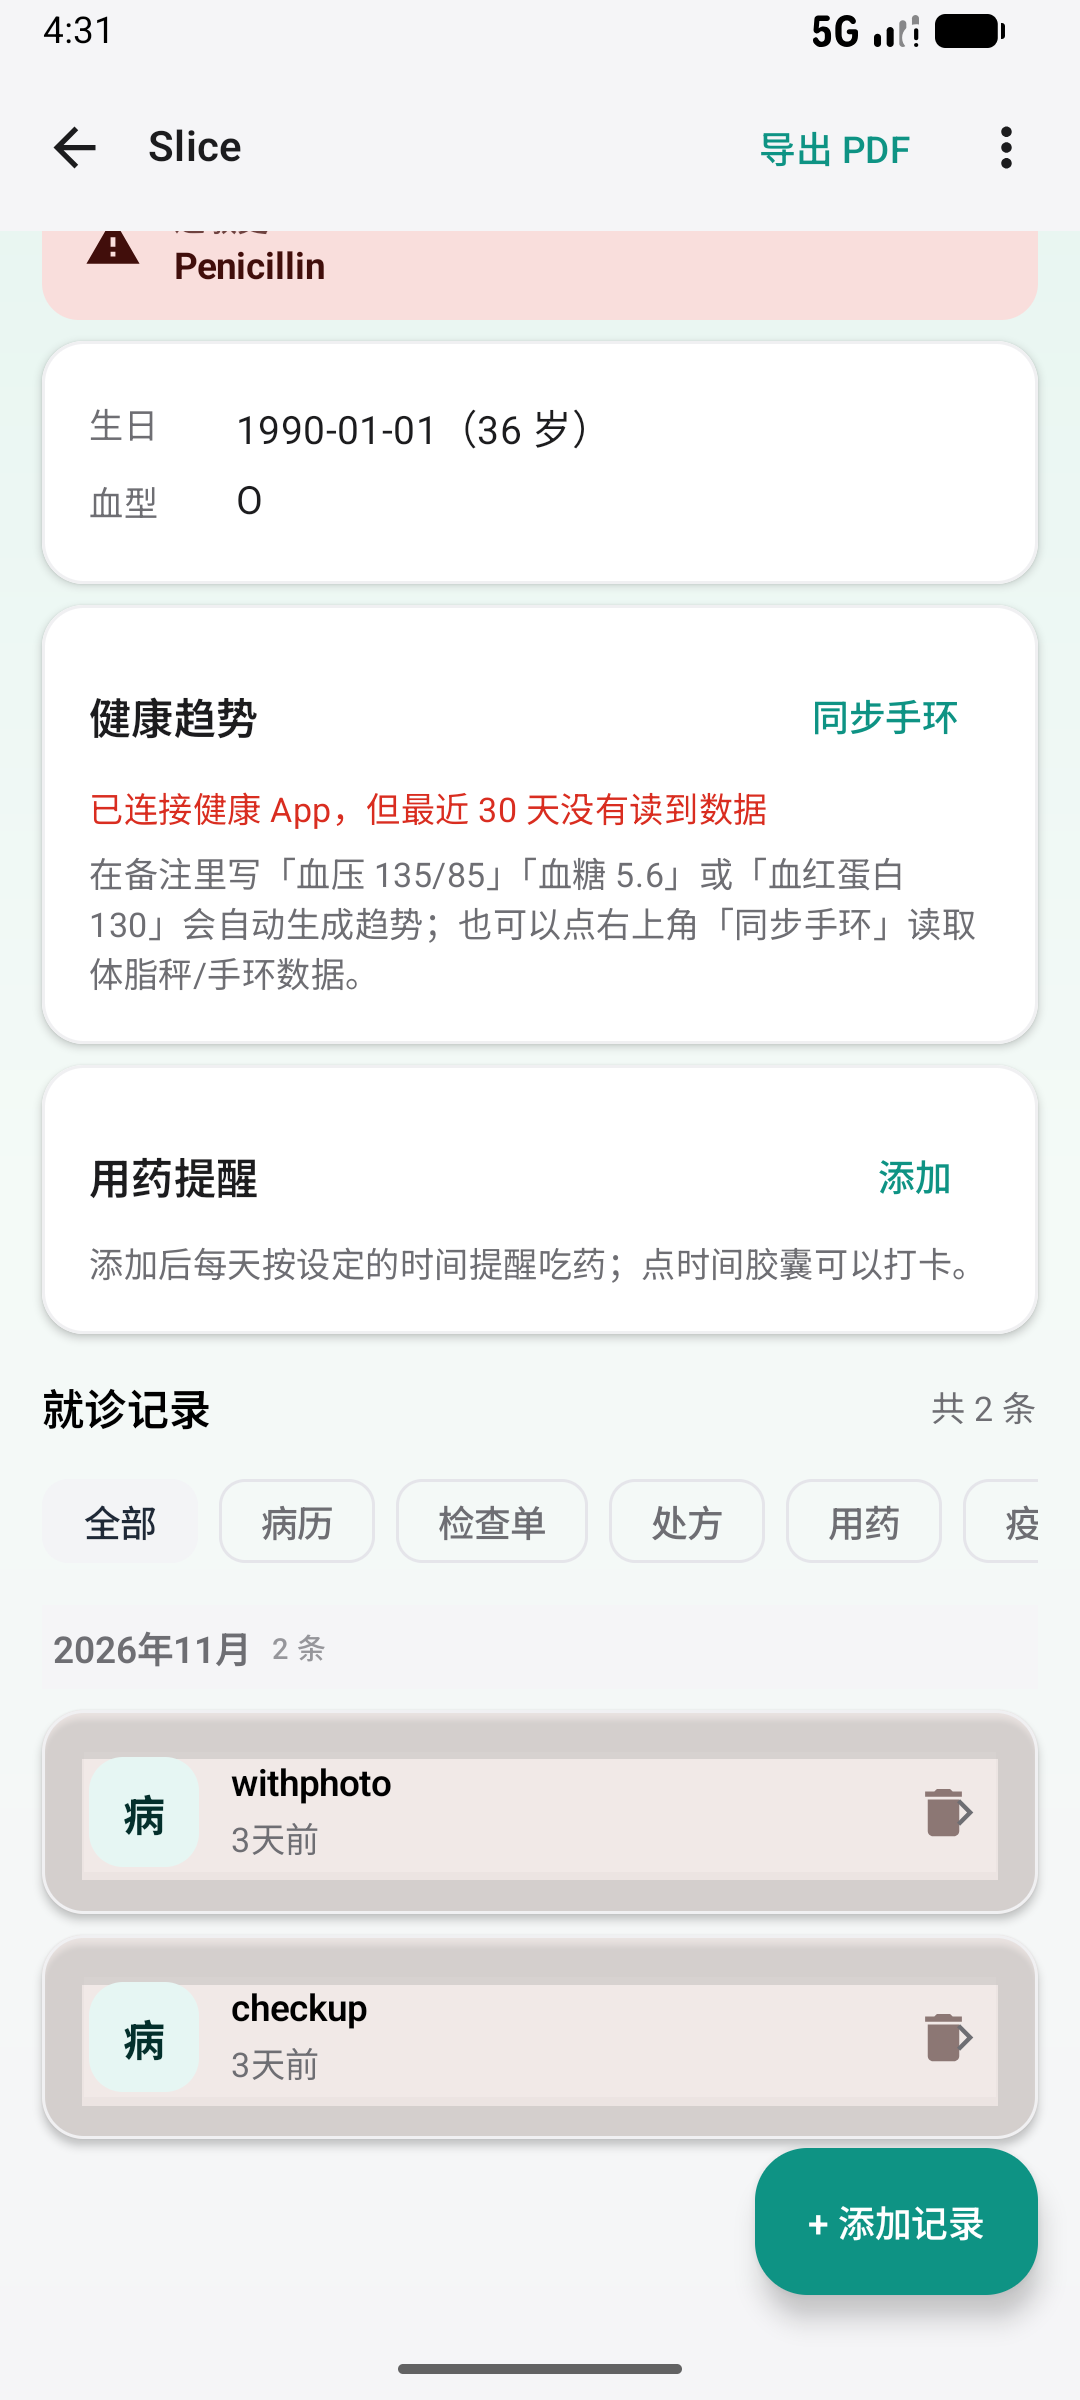 4:31
5G
Slice
导出 PDF
Penicillin
生日 1990-01-01（36 岁）
血型 O
健康趋势 同步手环
已连接健康 App，但最近 30 天没有读到数据
在备注里写「血压 135/85」「血糖 5.6」或「血红蛋白
130」会自动生成趋势；也可以点右上角「同步手环」读取
体脂秤/手环数据。
用药提醒 添加
添加后每天按设定的时间提醒吃药；点时间胶囊可以打卡。
就诊记录 共 2 条
全部 病历 检查单 处方 用药 疫
2026年11月 2 条
病 withphoto
3天前
病 checkup
3天前
+ 添加记录